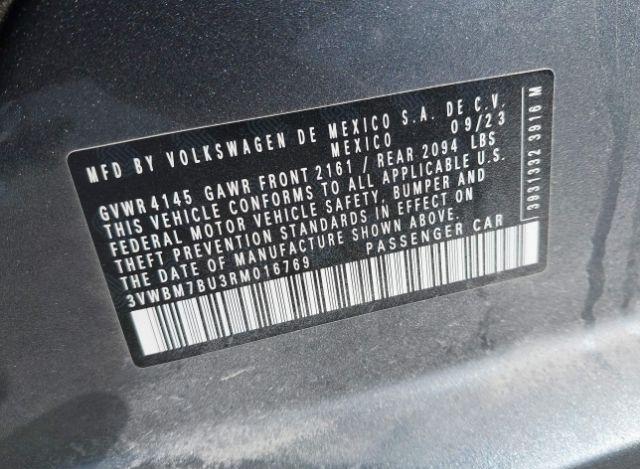 MFD BY VOLKSWAGEN DE MEXICO S.A. DE C.V.
MEXICO 09/23
GVWR 4145 GAWR FRONT 2161 / REAR 2094 LBS
THIS VEHICLE CONFORMS TO ALL APPLICABLE U.S.
FEDERAL MOTOR VEHICLE SAFETY, BUMPER AND
THEFT PREVENTION STANDARDS IN EFFECT ON
THE DATE OF MANUFACTURE SHOWN ABOVE.
3VWBM7BU3RM016769 PASSENGER CAR
3931332 3916 M